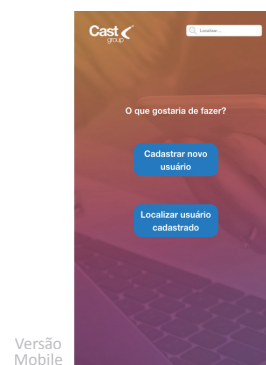 Cast
group
Localizar...
O que gostaria de fazer?
Cadastrar novo
usuário
Localizar usuário
cadastrado
Versão
Mobile